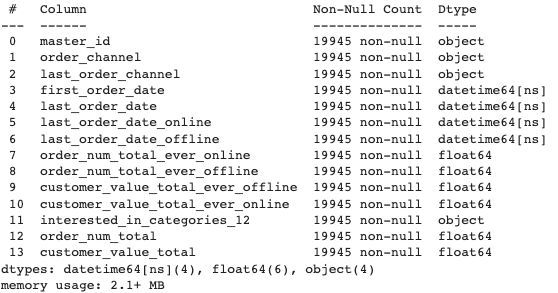 #   Column                             Non-Null Count  Dtype
---  ------                             --------------  -----
 0   master_id                          19945 non-null  object
 1   order_channel                      19945 non-null  object
 2   last_order_channel                 19945 non-null  object
 3   first_order_date                   19945 non-null  datetime64[ns]
 4   last_order_date                    19945 non-null  datetime64[ns]
 5   last_order_date_online             19945 non-null  datetime64[ns]
 6   last_order_date_offline            19945 non-null  datetime64[ns]
 7   order_num_total_ever_online        19945 non-null  float64
 8   order_num_total_ever_offline       19945 non-null  float64
 9   customer_value_total_ever_offline  19945 non-null  float64
 10  customer_value_total_ever_online   19945 non-null  float64
 11  interested_in_categories_12        19945 non-null  object
 12  order_num_total                    19945 non-null  float64
 13  customer_value_total               19945 non-null  float64
dtypes: datetime64[ns](4), float64(6), object(4)
memory usage: 2.1+ MB